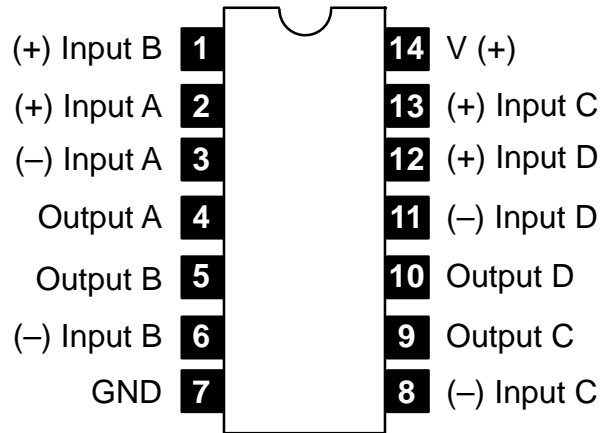 (+) Input B 1 14 V (+)
(+) Input A 2 13 (+) Input C
(–) Input A 3 12 (+) Input D
Output A 4 11 (–) Input D
Output B 5 10 Output D
(–) Input B 6 9 Output C
GND 7 8 (–) Input C